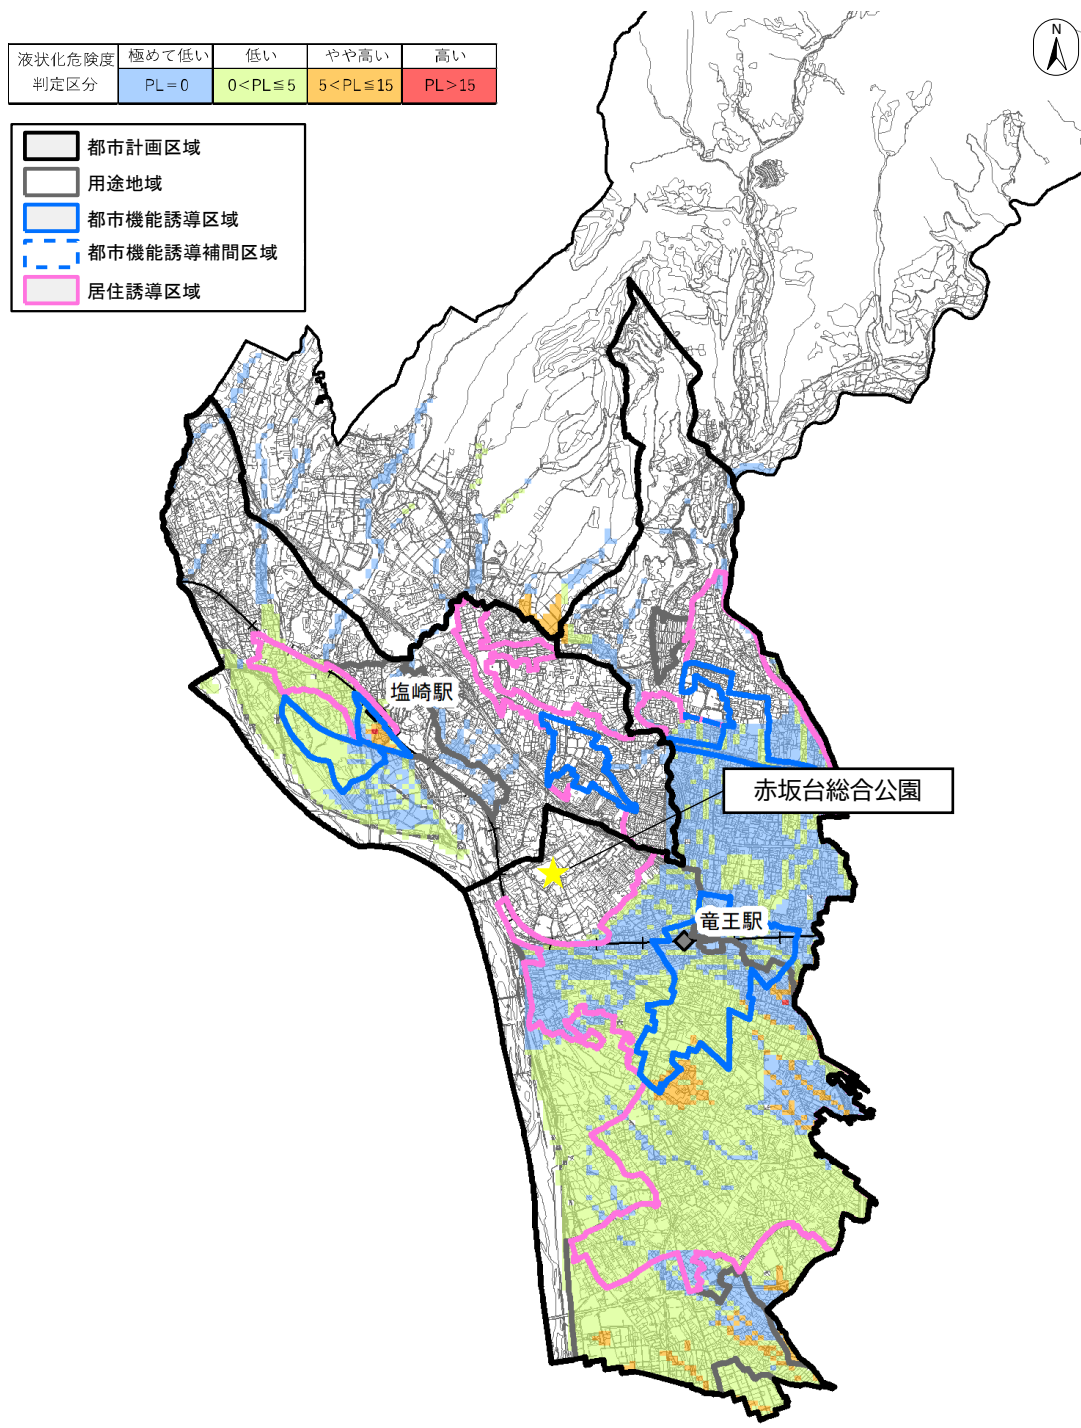 N
液状化危険度 極めて低い 低い やや高い 高い
判定区分 PL=0 0<PL≦5 5<PL≦15 PL>15
都市計画区域
用途地域
都市機能誘導区域
都市機能誘導補間区域
居住誘導区域
塩崎駅
赤坂台総合公園
竜王駅